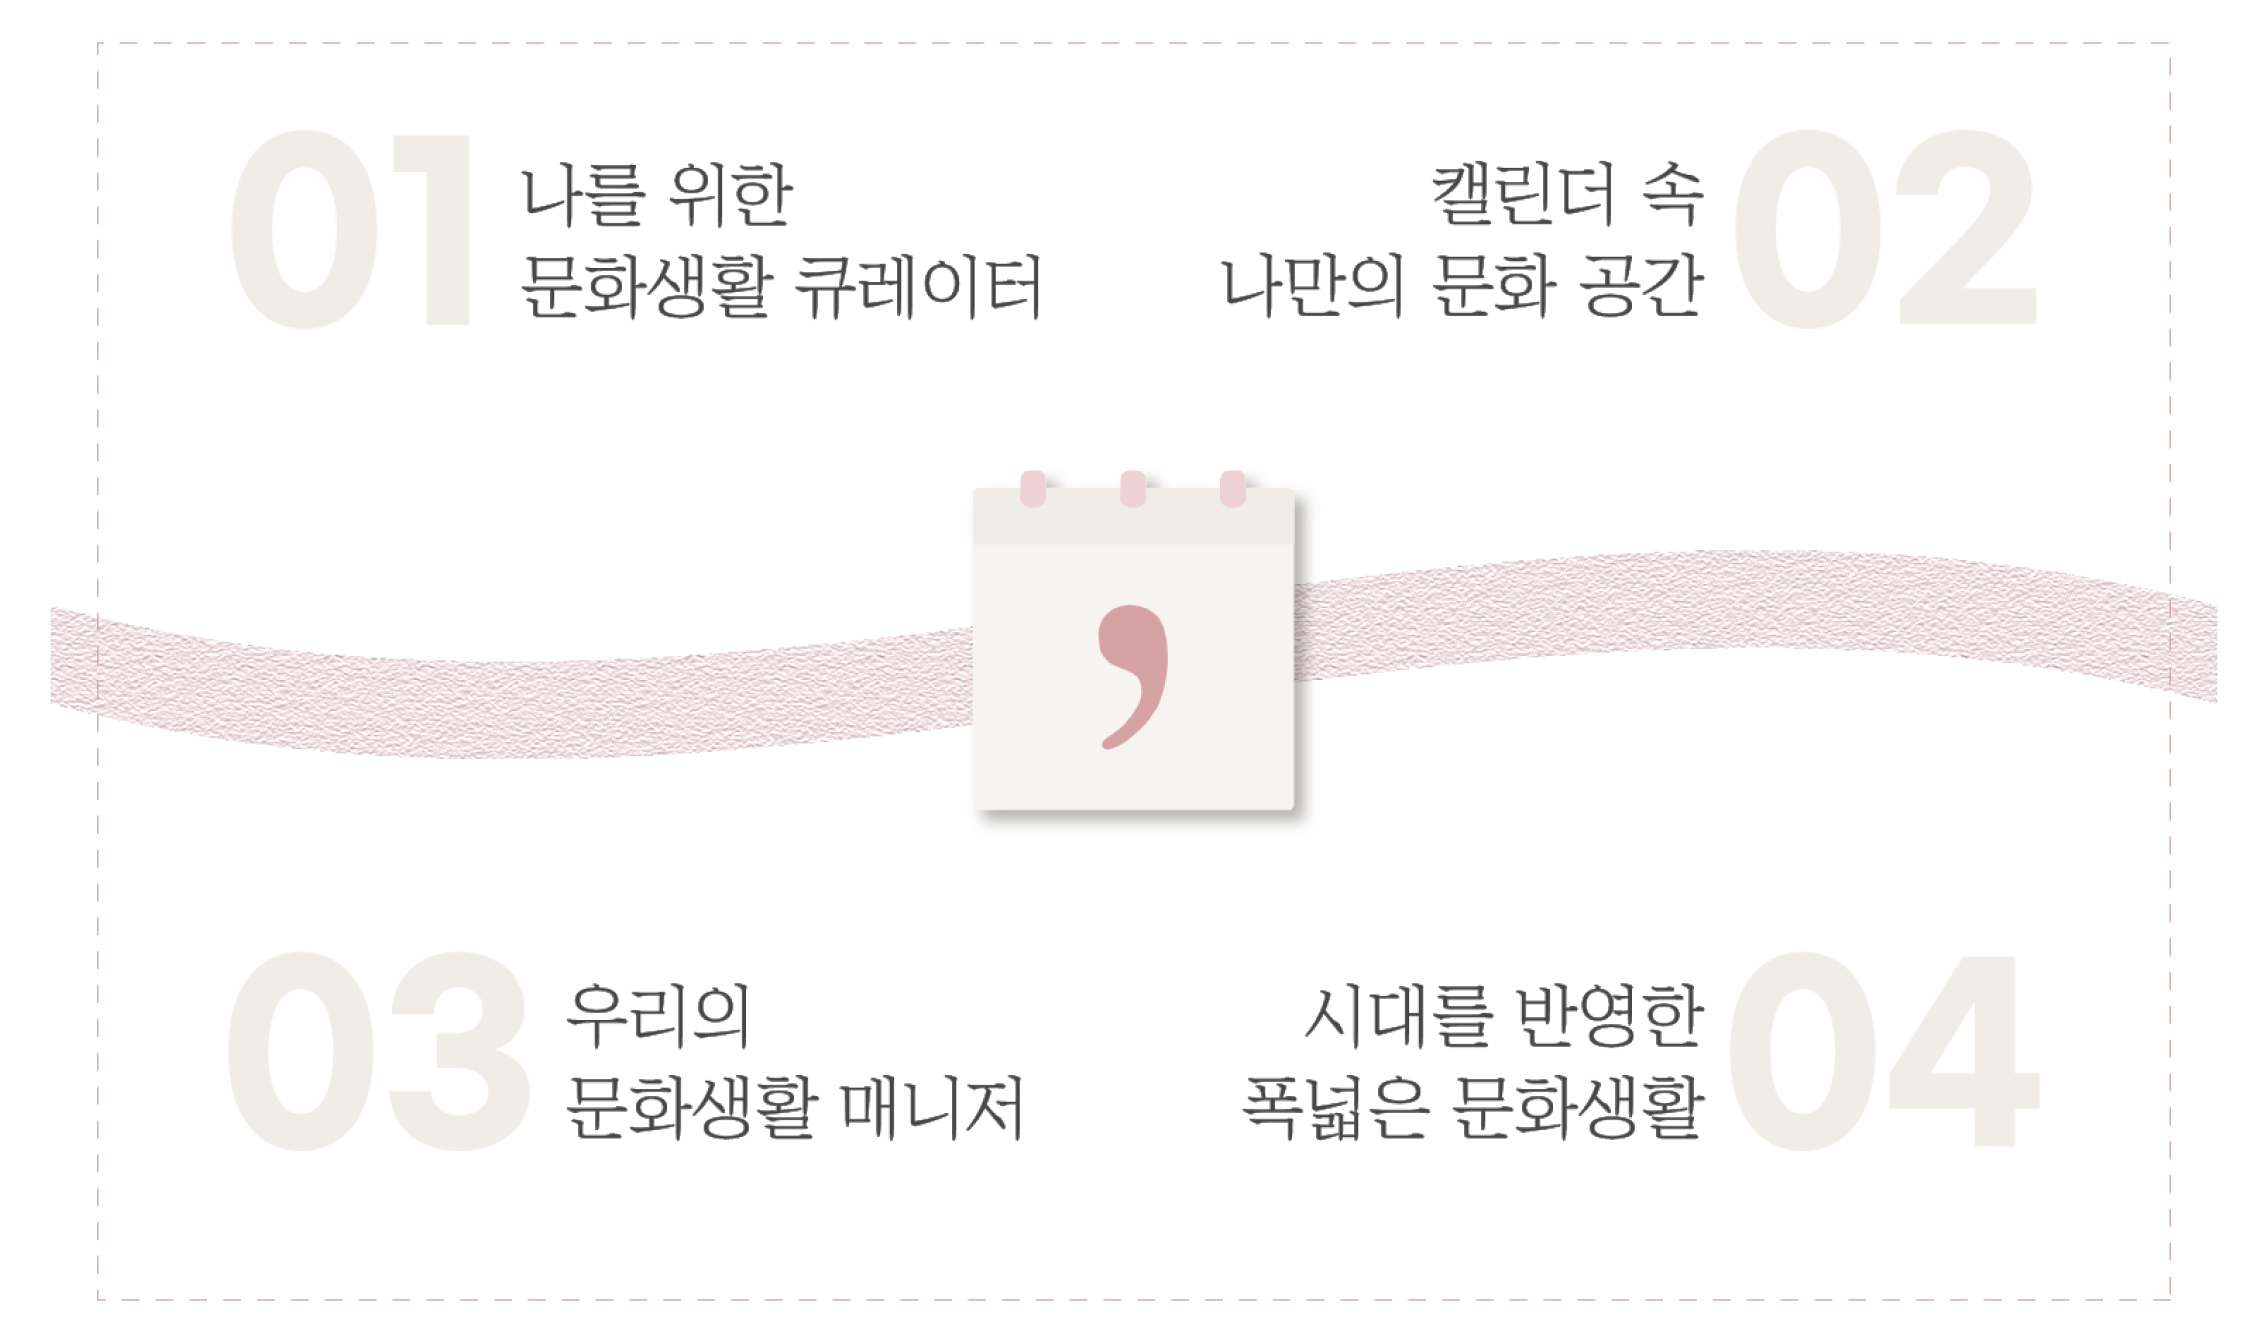 01
나를 위한
문화생활 큐레이터
캘린더 속
나만의 문화 공간
02
,
03
우리의
문화생활 매니저
시대를 반영한
폭넓은 문화생활
04